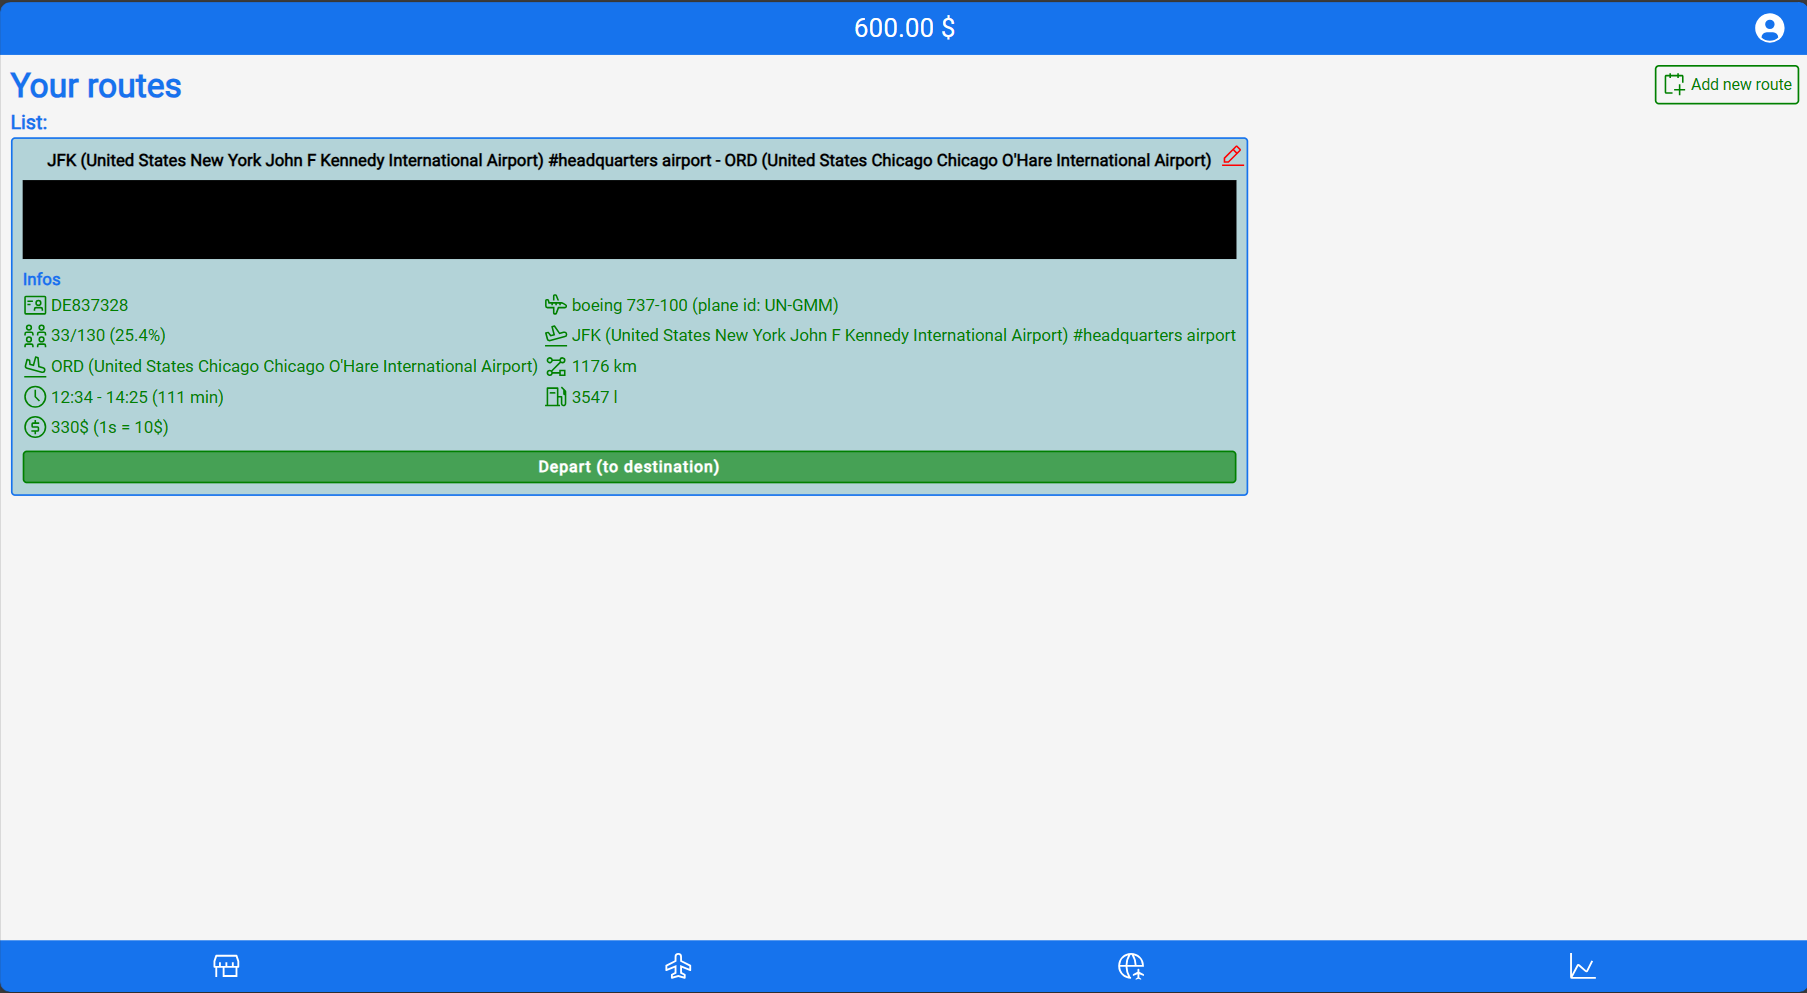 600.00 $
Your routes
Add new route
List:
JFK (United States New York John F Kennedy International Airport) #headquarters airport - ORD (United States Chicago Chicago O'Hare International Airport)
Infos
DE837328
boeing 737-100 (plane id: UN-GMM)
33/130 (25.4%)
JFK (United States New York John F Kennedy International Airport) #headquarters airport
ORD (United States Chicago Chicago O'Hare International Airport)
1176 km
12:34 - 14:25 (111 min)
3547 l
330$ (1s = 10$)
Depart (to destination)